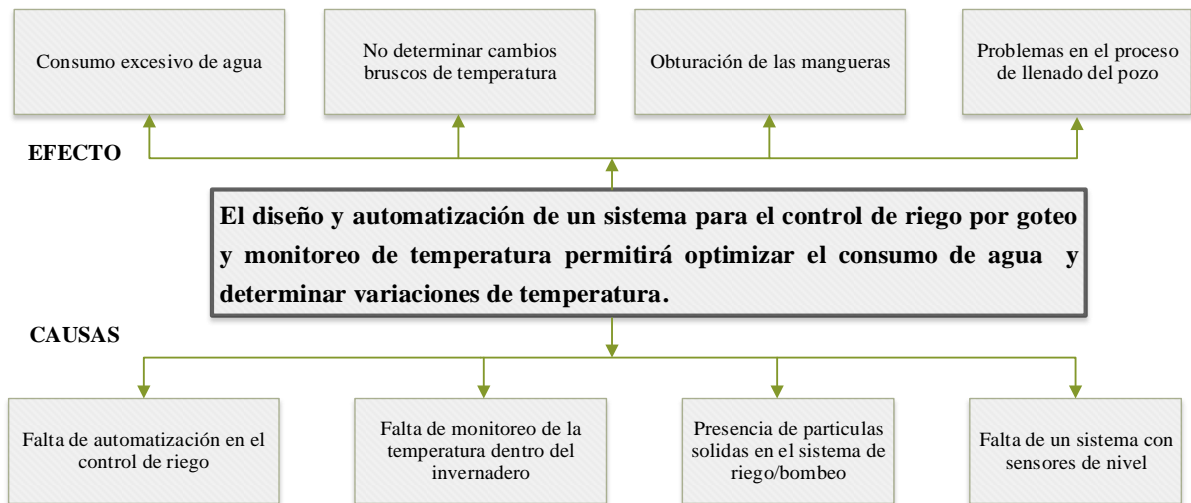 Consumo excesivo de agua
No determinar cambios
bruscos de temperatura
Obturación de las mangueras
Problemas en el proceso
de llenado del pozo
EFECTO
El diseño y automatización de un sistema para el control de riego por goteo
y monitoreo de temperatura permitirá optimizar el consumo de agua y
determinar variaciones de temperatura.
CAUSAS
Falta de automatización en el
control de riego
Falta de monitoreo de la
temperatura dentro del
invernadero
Presencia de particulas
solidas en el sistema de
riego/bombeo
Falta de un sistema con
sensores de nivel